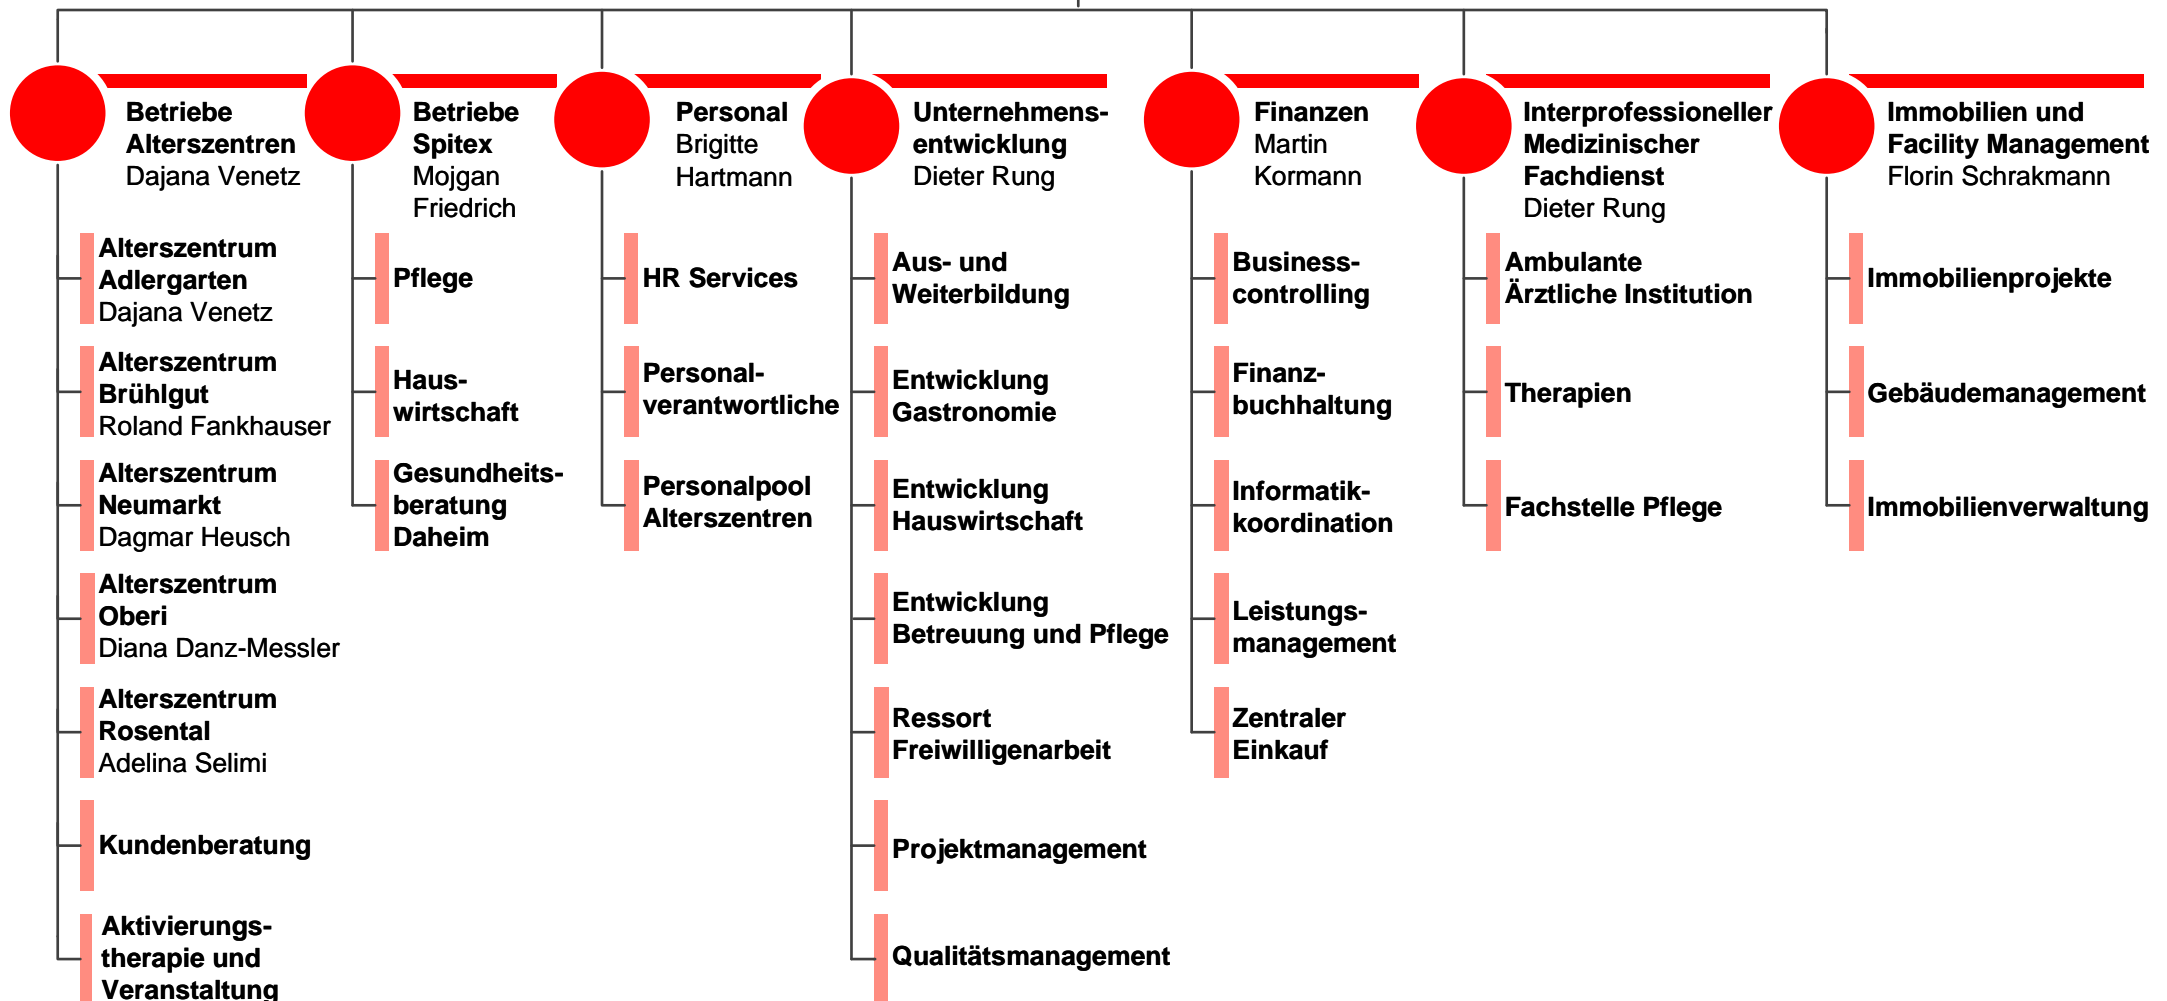 Betriebe
Alterszentren
Dajana Venetz
Alterszentrum
Adlergarten
Dajana Venetz
Alterszentrum
Brühlgut
Roland Fankhauser
Alterszentrum
Neumarkt
Dagmar Heusch
Alterszentrum
Oberi
Diana Danz-Messler
Alterszentrum
Rosental
Adelina Selimi
Kundenberatung
Aktivierungs-
therapie und
Veranstaltung
Betriebe
Spitex
Mojgan
Friedrich
Pflege
Haus-
wirtschaft
Gesundheits-
beratung
Daheim
Personal
Brigitte
Hartmann
HR Services
Personal-
verantwortliche
Personalpool
Alterszentren
Unternehmens-
entwicklung
Dieter Rung
Aus- und
Weiterbildung
Entwicklung
Gastronomie
Entwicklung
Hauswirtschaft
Entwicklung
Betreuung und Pflege
Ressort
Freiwilligenarbeit
Projektmanagement
Qualitätsmanagement
Finanzen
Martin
Kormann
Business-
controlling
Finanz-
buchhaltung
Informatik-
koordination
Leistungs-
management
Zentraler
Einkauf
Interprofessioneller
Medizinischer
Fachdienst
Dieter Rung
Ambulante
Ärztliche Institution
Therapien
Fachstelle Pflege
Immobilien und
Facility Management
Florin Schrakmann
Immobilienprojekte
Gebäudemanagement
Immobilienverwaltung